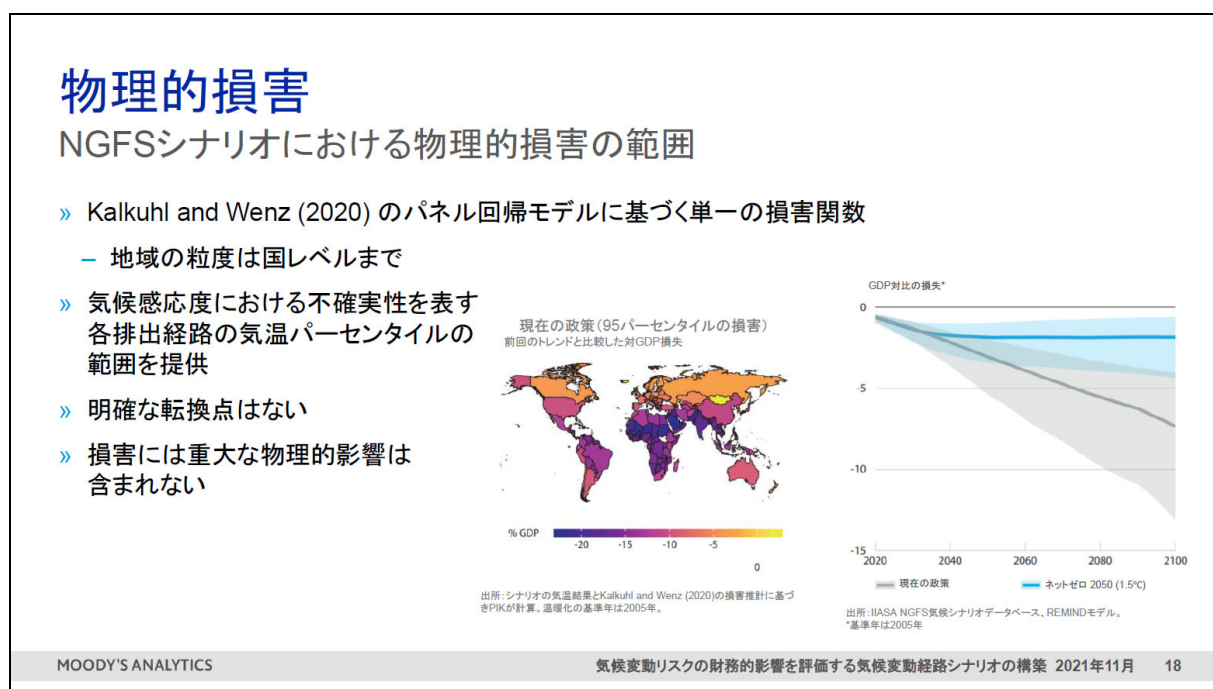 物理的損害
NGFSシナリオにおける物理的損害の範囲
» Kalkuhl and Wenz (2020) のパネル回帰モデルに基づく単一の損害関数
– 地域の粒度は国レベルまで
» 気候感応度における不確実性を表す
各排出経路の気温パーセンタイルの
範囲を提供
» 明確な転換点はない
» 損害には重大な物理的影響は
含まれない
現在の政策(95パーセンタイルの損害)
前回のトレンドと比較した対GDP損失
% GDP
-20 -15 -10 -5
0
出所:シナリオの気温結果とKalkuhl and Wenz (2020)の損害推計に基づ
きPIKが計算。温暖化の基準年は2005年。
GDP対比の損失*
0
-5
-10
-15
2020 2040 2060 2080 2100
現在の政策 ネットゼロ 2050 (1.5℃)
出所:IIASA NGFS気候シナリオデータベース、REMINDモデル。
*基準年は2005年
MOODY'S ANALYTICS 気候変動リスクの財務的影響を評価する気候変動経路シナリオの構築 2021年11月 18